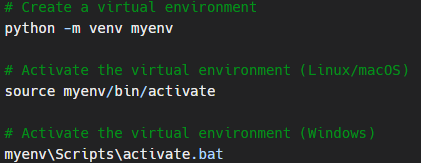 # Create a virtual environment
python -m venv myenv
# Activate the virtual environment (Linux/macOS)
source myenv/bin/activate
# Activate the virtual environment (Windows)
myenv\Scripts\activate.bat